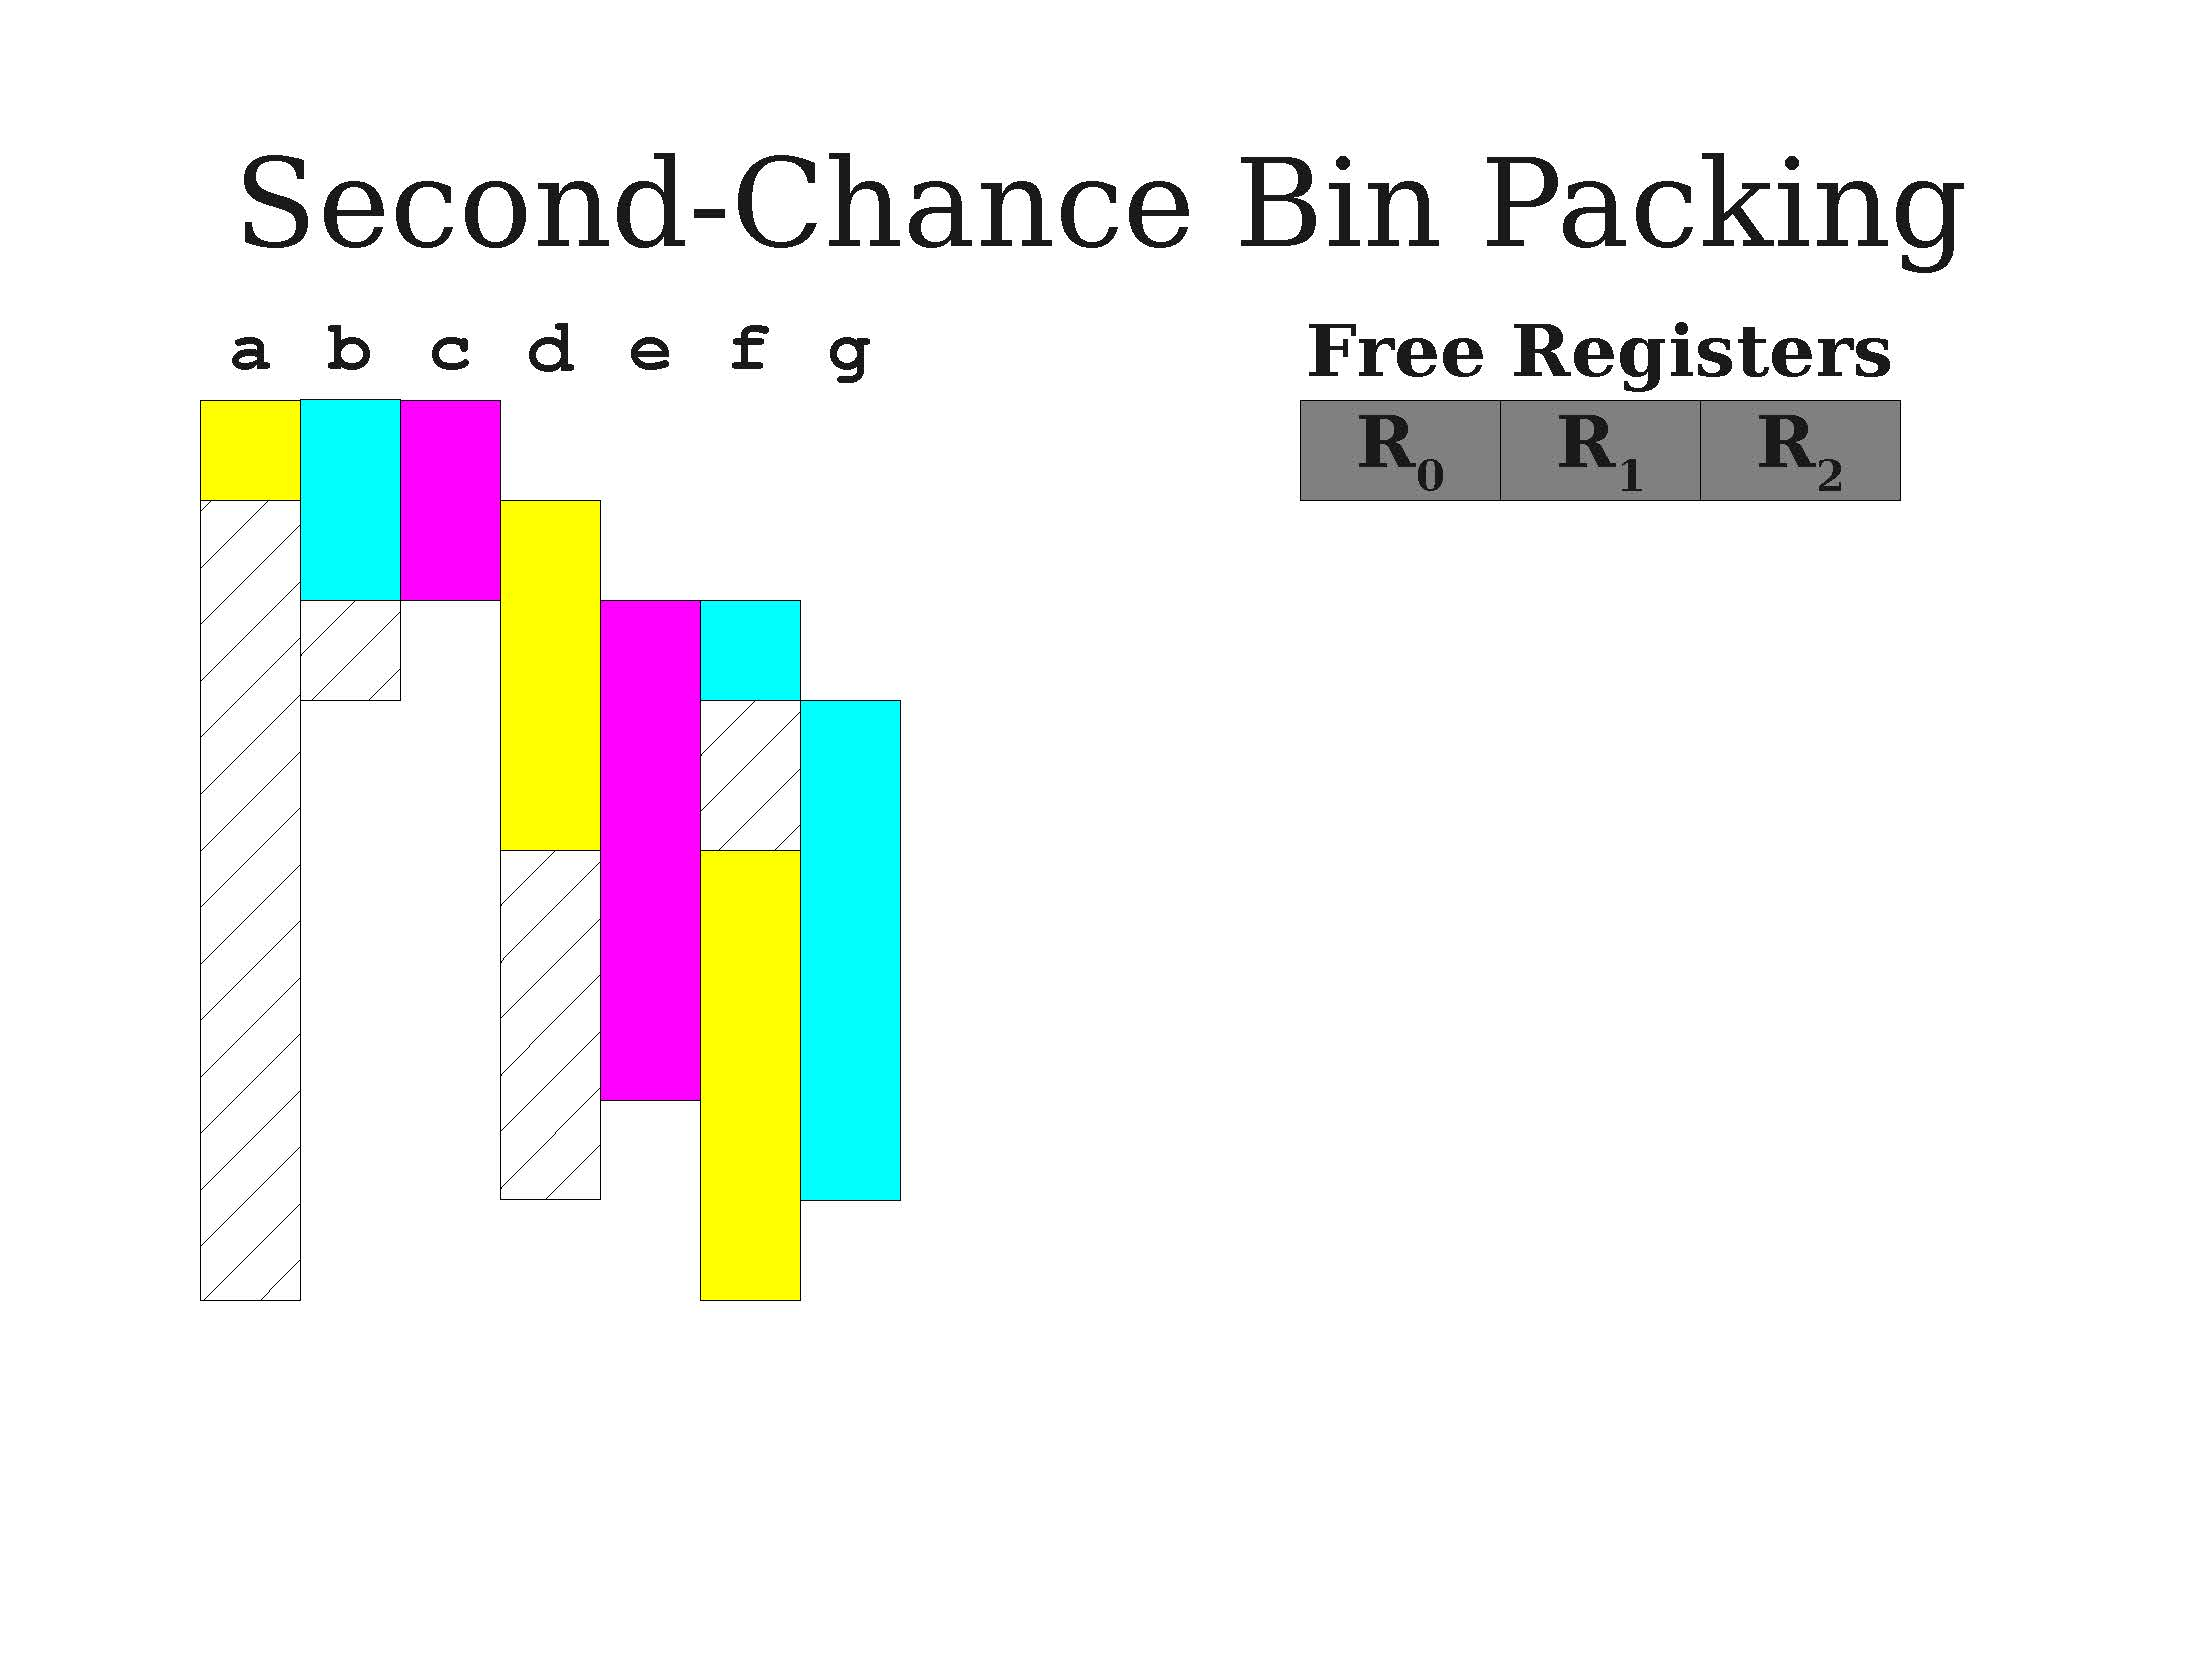 Second-Chance Bin Packing
a b c d e f g
Free Registers
R0 R1 R2